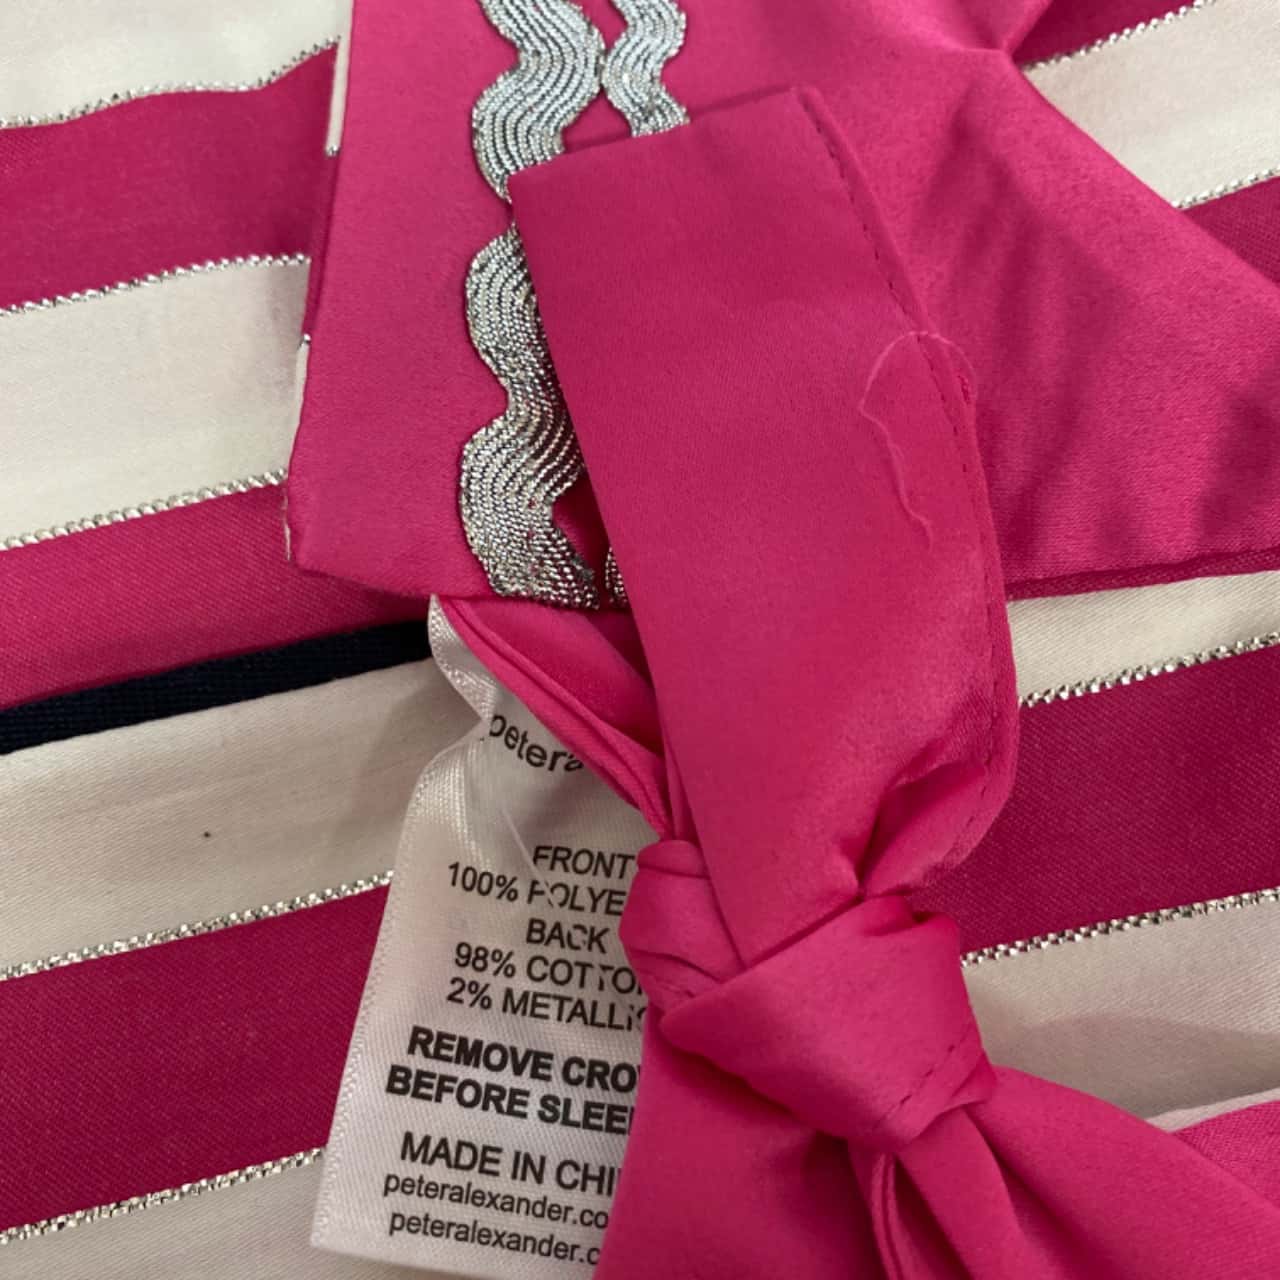 petera
FRONT
100% POLYE
BACK
98% COTTO
2% METALLI
REMOVE CRO
BEFORE SLEE
MADE IN CHI
peteralexander.co
peteralexander.c